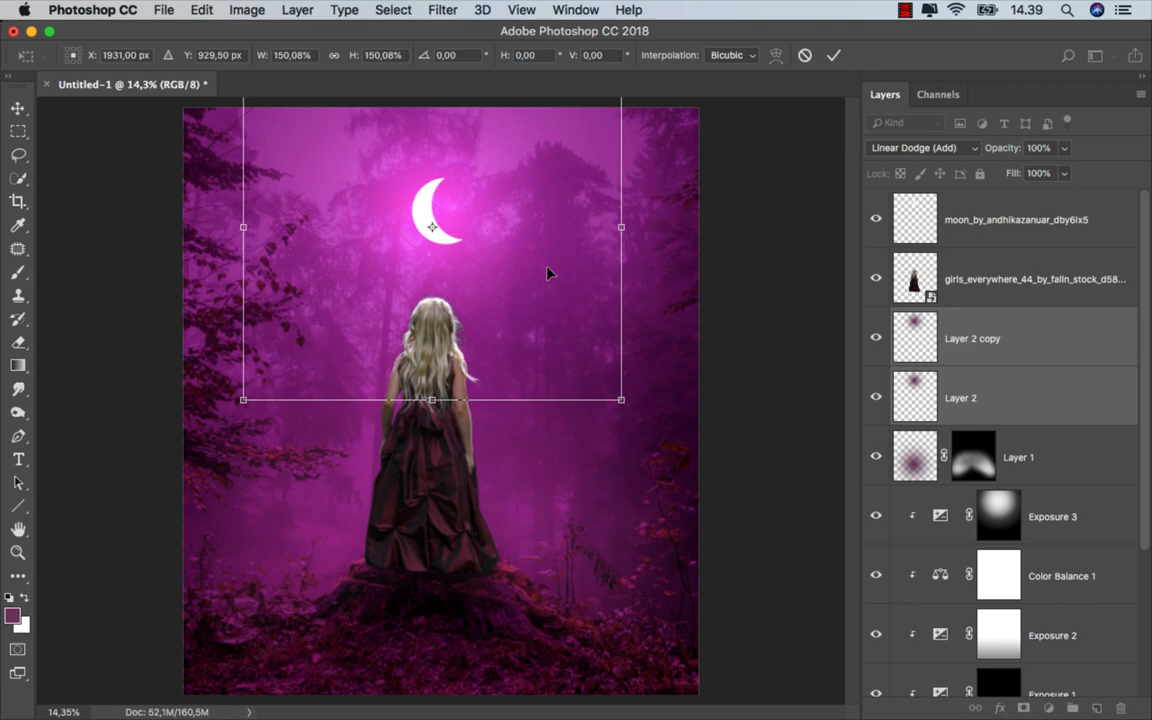 Photoshop CC File Edit Image Layer Type Select Filter 3D View Window Help 14.39
Adobe Photoshop CC 2018
X: 1931,00 px Y: 929,50 px W: 150,08% H: 150,08% 0,00 ° H: 0,00 ° V: 0,00 ° Interpolation: Bicubic
Untitled-1 @ 14,3% (RGB/8) *
Layers Channels
Kind
Linear Dodge (Add) Opacity: 100%
Lock: Fill: 100%
moon_by_andhikazanuar_dby6ix5
girls_everywhere_44_by_falln_stock_d58...
Layer 2 copy
Layer 2
Layer 1
Exposure 3
Color Balance 1
Exposure 2
Exposure 1
14,35% Doc: 52,1M/160,5M